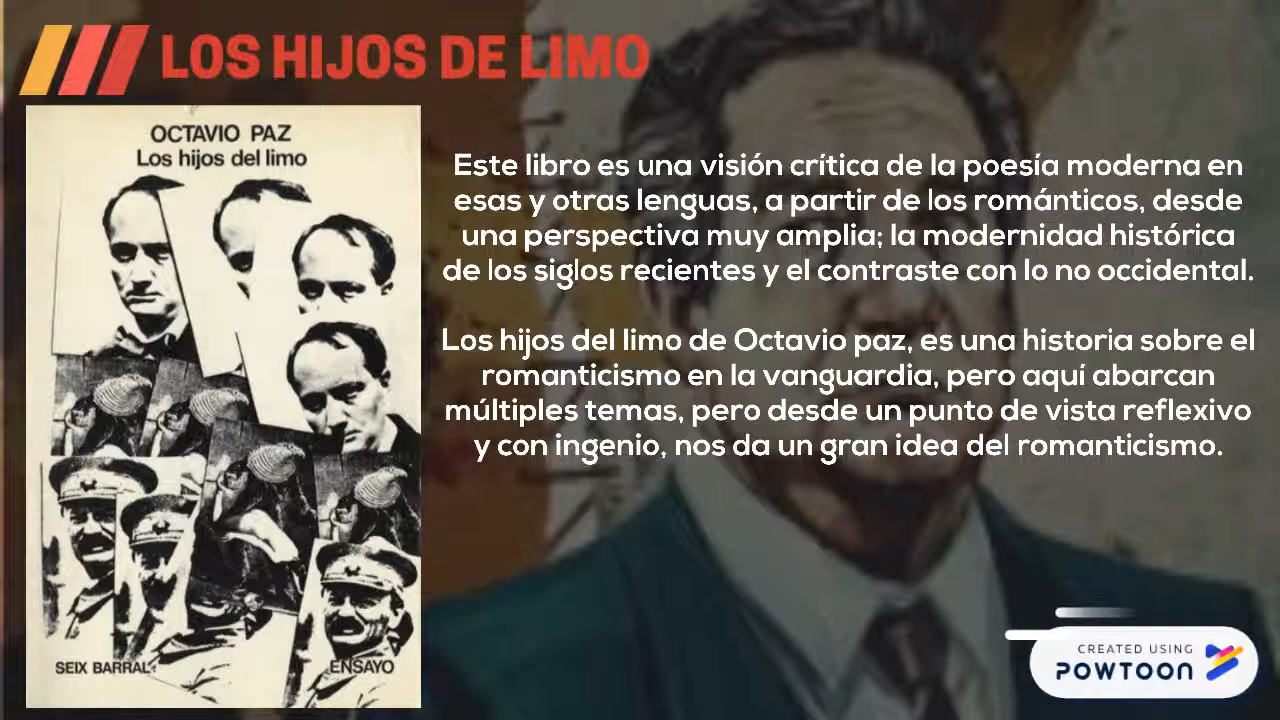 LOS HIJOS DE LIMO
OCTAVIO PAZ
Los hijos del limo
SEIX BARRAL
ENSAYO
Este libro es una visión crítica de la poesía moderna en
esas y otras lenguas, a partir de los románticos, desde
una perspectiva muy amplia; la modernidad histórica
de los siglos recientes y el contraste con lo no occidental.
Los hijos del limo de Octavio paz, es una historia sobre el
romanticismo en la vanguardia, pero aquí abarcan
múltiples temas, pero desde un punto de vista reflexivo
y con ingenio, nos da un gran idea del romanticismo.
CREATED USING
POWTOON